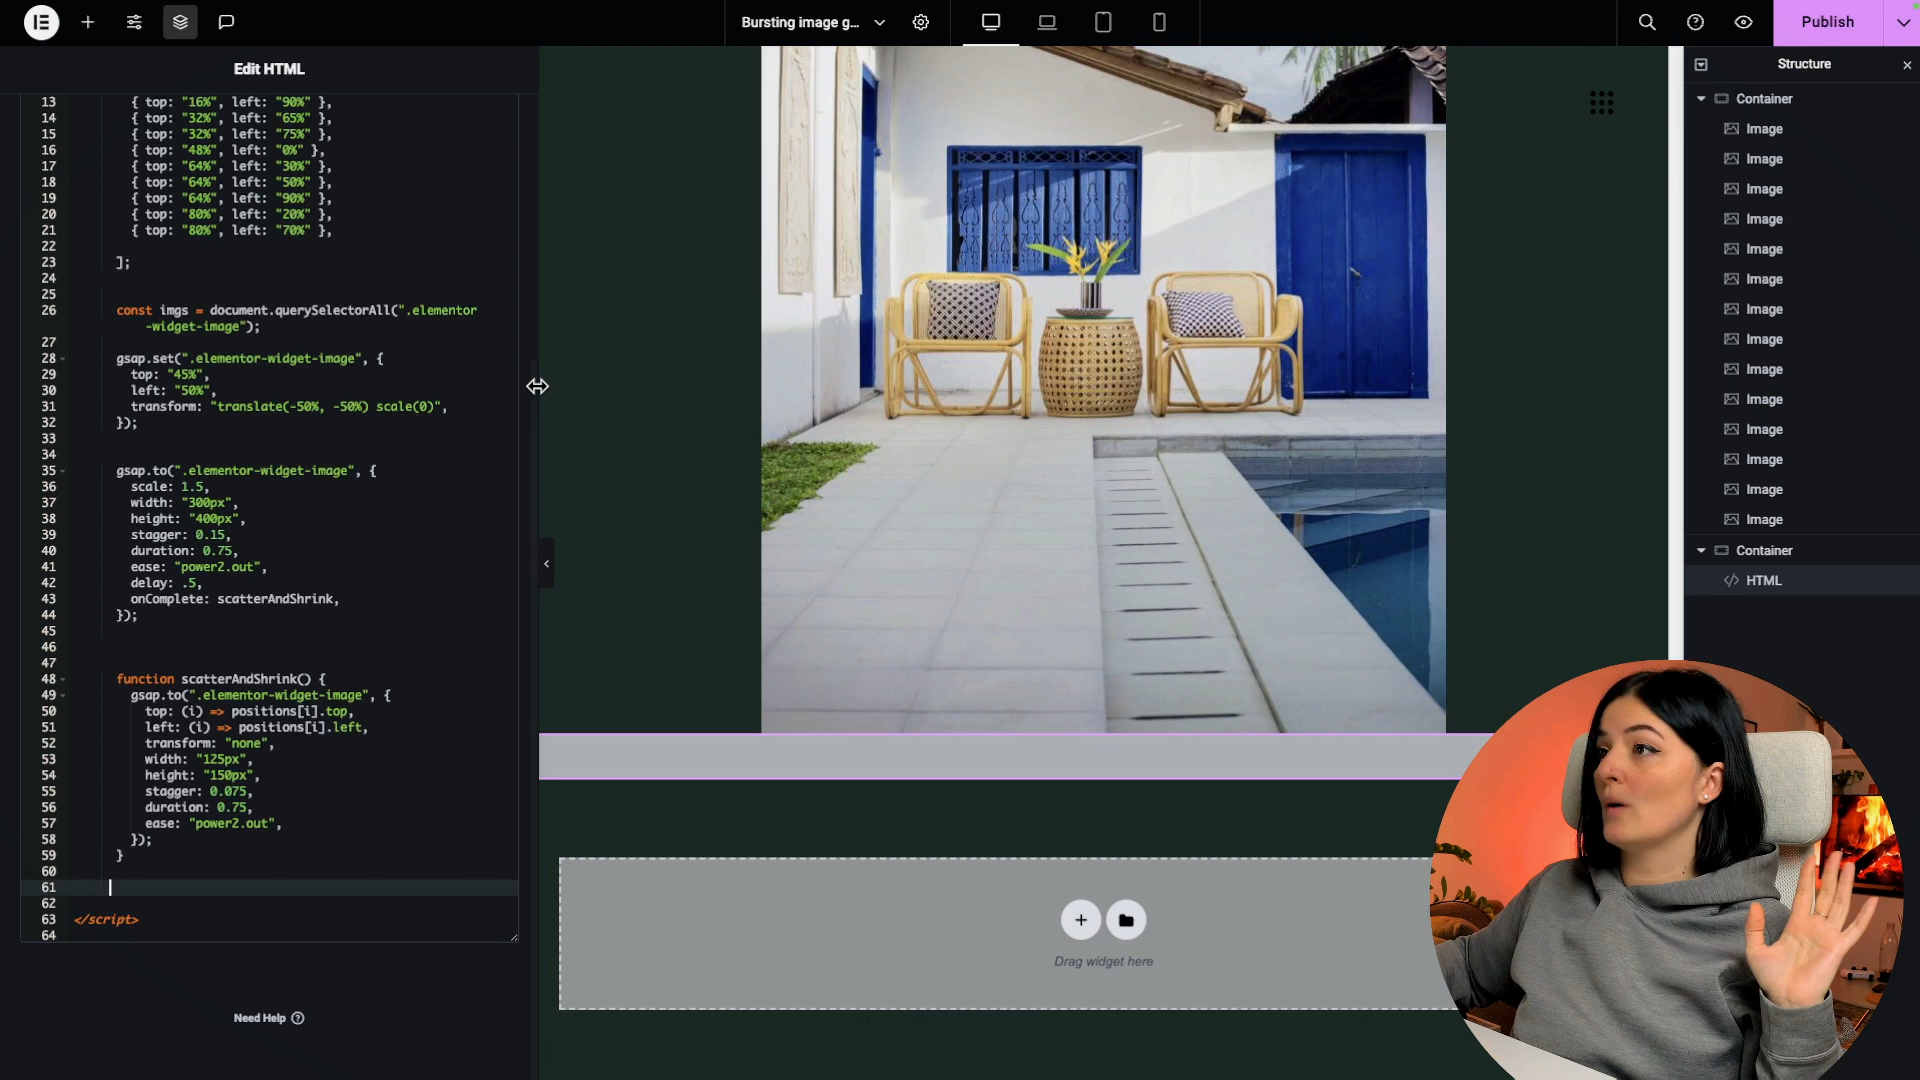 Bursting image g...
Publish
Edit HTML
13 { top: "16%", left: "90%" },
14 { top: "32%", left: "65%" },
15 { top: "32%", left: "75%" },
16 { top: "48%", left: "0%" },
17 { top: "64%", left: "30%" },
18 { top: "64%", left: "50%" },
19 { top: "64%", left: "90%" },
20 { top: "80%", left: "20%" },
21 { top: "80%", left: "70%" },
22
23 ];
24
25
26 const imgs = document.querySelectorAll(".elementor
-widget-image");
27
28 gsap.set(".elementor-widget-image", {
29 top: "45%",
30 left: "50%",
31 transform: "translate(-50%, -50%) scale(0)",
32 });
33
34
35 gsap.to(".elementor-widget-image", {
36 scale: 1.5,
37 width: "300px",
38 height: "400px",
39 stagger: 0.15,
40 duration: 0.75,
41 ease: "power2.out",
42 delay: .5,
43 onComplete: scatterAndShrink,
44 });
45
46
47
48 function scatterAndShrink() {
49 gsap.to(".elementor-widget-image", {
50 top: (i) => positions[i].top,
51 left: (i) => positions[i].left,
52 transform: "none",
53 width: "125px",
54 height: "150px",
55 stagger: 0.075,
56 duration: 0.75,
57 ease: "power2.out",
58 });
59 }
60
61
62
63 </script>
64
Need Help
Drag widget here
Structure
Container
Image
Image
Image
Image
Image
Image
Image
Image
Image
Image
Image
Image
Image
Image
Container
HTML